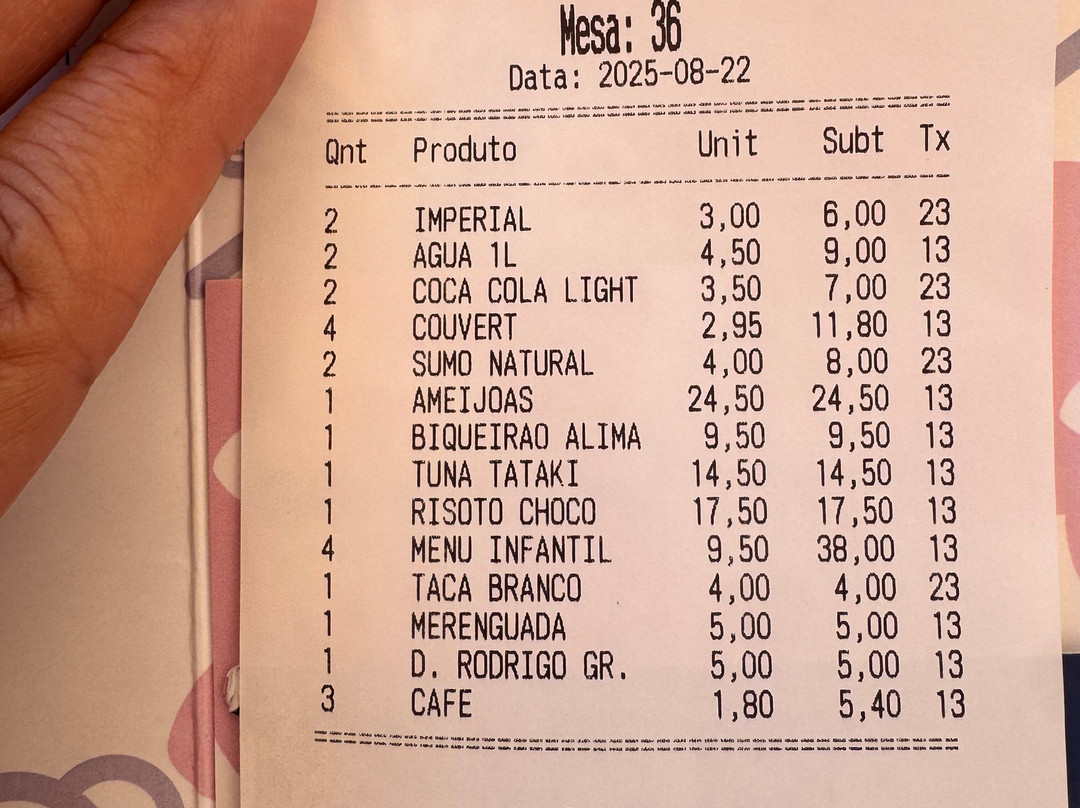 Mesa: 36
Data: 2025-08-22
Qnt Produto Unit Subt Tx
2 IMPERIAL 3,00 6,00 23
2 AGUA 1L 4,50 9,00 13
2 COCA COLA LIGHT 3,50 7,00 23
4 COUVERT 2,95 11,80 13
2 SUMO NATURAL 4,00 8,00 23
1 AMEIJOAS 24,50 24,50 13
1 BIQUEIRAO ALIMA 9,50 9,50 13
1 TUNA TATAKI 14,50 14,50 13
1 RISOTO CHOCO 17,50 17,50 13
4 MENU INFANTIL 9,50 38,00 13
1 TACA BRANCO 4,00 4,00 23
1 MERENGUADA 5,00 5,00 13
1 D. RODRIGO GR. 5,00 5,00 13
3 CAFE 1,80 5,40 13